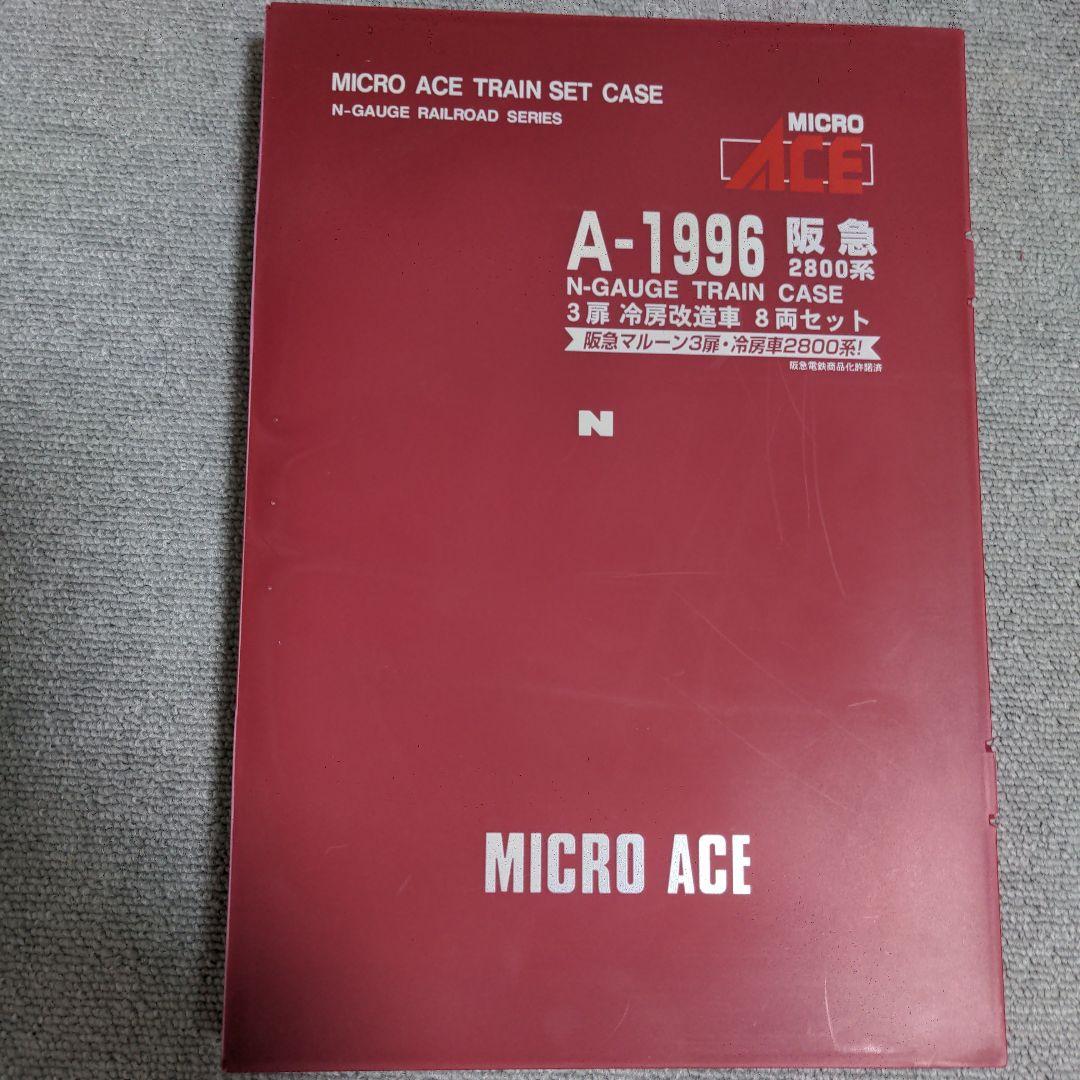 MICRO ACE TRAIN SET CASE
N-GAUGE RAILROAD SERIES
MICRO
ACE
A-1996 阪急
2800系
N-GAUGE TRAIN CASE
3扉 冷房改造車 8両セット
阪急マルーン3扉・冷房車2800系!
阪急電鉄商品化許諾済
N
MICRO ACE